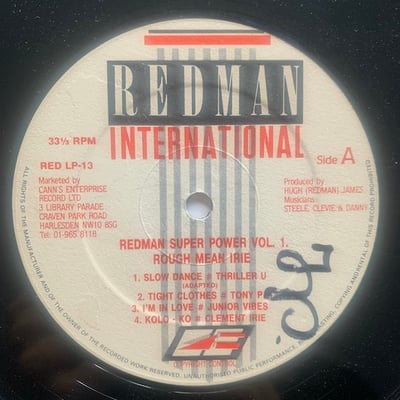 REDMAN
INTERNATIONAL
33⅓ RPM
RED LP-13
Side A
Marketed by
CANN'S ENTERPRISE
RECORD LTD
3 LIBRARY PARADE
CRAVEN PARK ROAD
HARLESDEN NW10 8SG
Tel: 01-965 8118
Produced by
HUGH (REDMAN) JAMES
Musicians:
STEELE, CLEVIE & DANNY
REDMAN SUPER POWER VOL. 1.
ROUGH MEAN IRIE
1. SLOW DANCE # THRILLER U
(ADAPTED)
2. TIGHT CLOTHES # TONY P
3. I'M IN LOVE # JUNIOR VIBES
4. KOLO - KO # CLEMENT IRIE
CE
COPYRIGHT CONTROL
ALL RIGHTS OF THE MANUFACTURER AND OF THE OWNER OF THE RECORDED WORK RESERVED. UNAUTHORISED PUBLIC PERFORMANCE, BROADCASTING, COPYING AND RENTAL OF THIS RECORD PROHIBITED